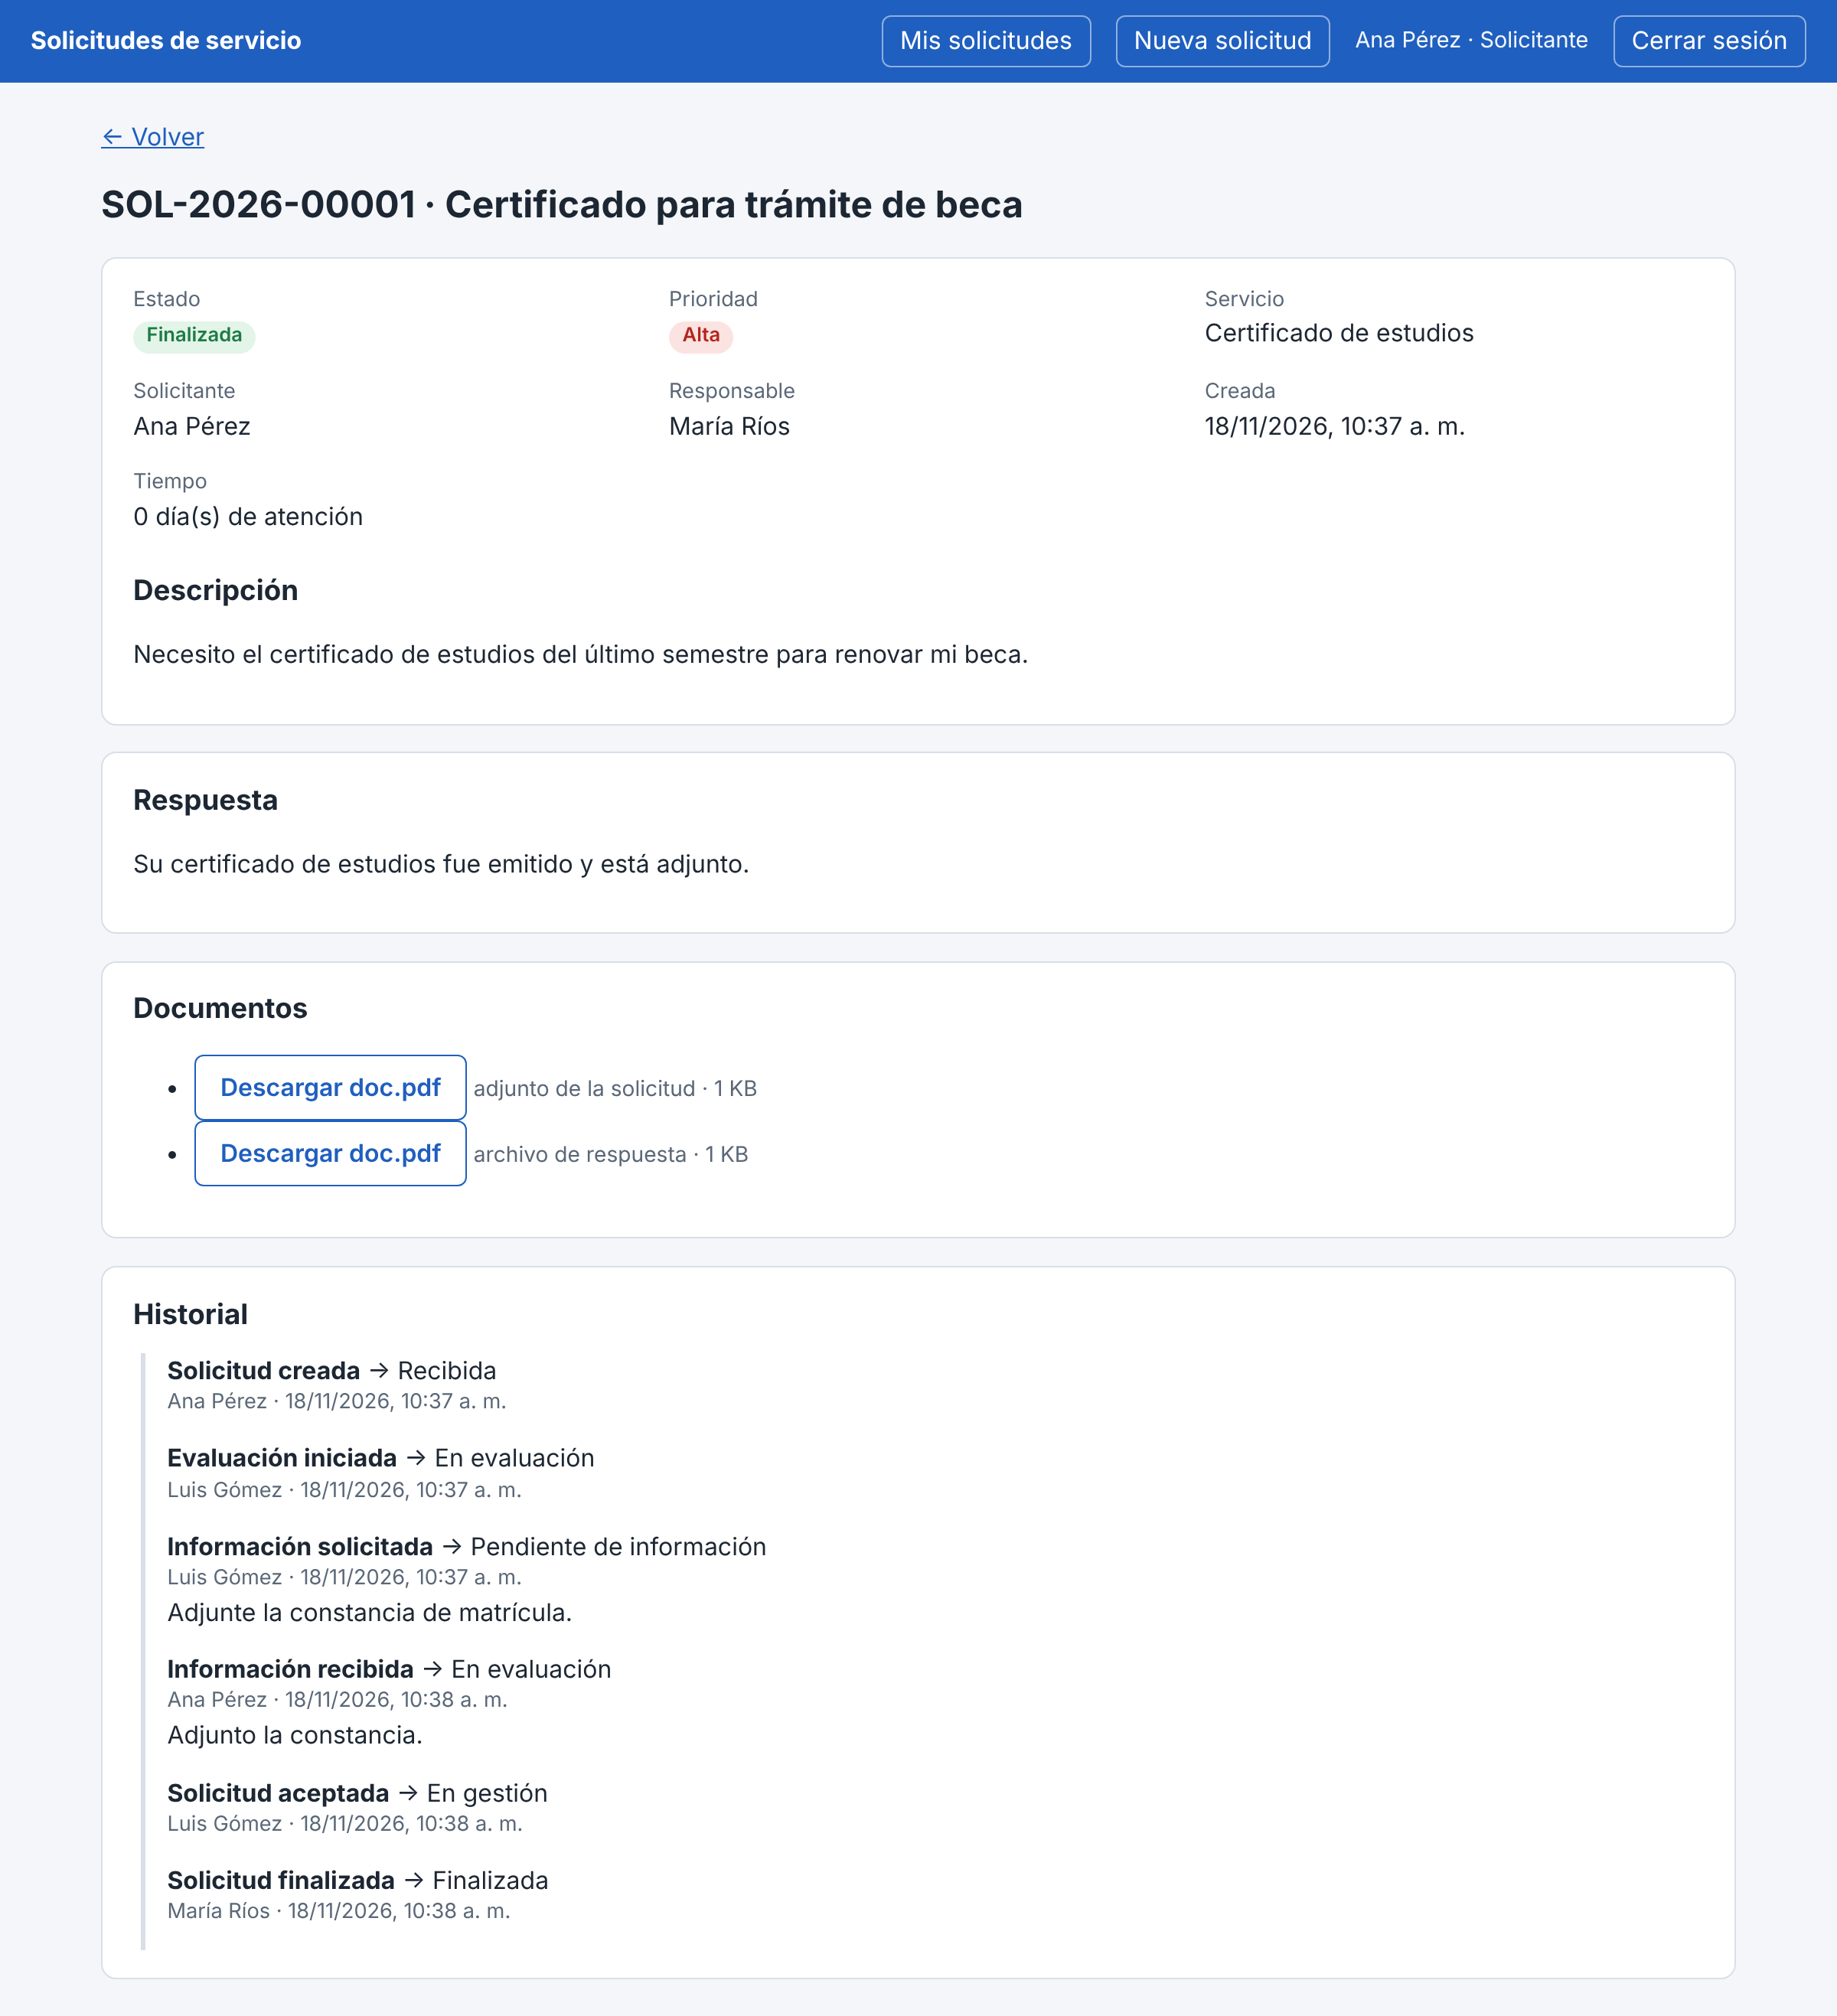 Solicitudes de servicio
Mis solicitudes
Nueva solicitud
Ana Pérez · Solicitante
Cerrar sesión
← Volver
SOL-2026-00001 · Certificado para trámite de beca
Estado
Prioridad
Servicio
Finalizada
Alta
Certificado de estudios
Solicitante
Responsable
Creada
Ana Pérez
María Ríos
18/11/2026, 10:37 a. m.
Tiempo
0 día(s) de atención
Descripción
Necesito el certificado de estudios del último semestre para renovar mi beca.
Respuesta
Su certificado de estudios fue emitido y está adjunto.
Documentos
• Descargar doc.pdf adjunto de la solicitud · 1 KB
• Descargar doc.pdf archivo de respuesta · 1 KB
Historial
Solicitud creada → Recibida
Ana Pérez · 18/11/2026, 10:37 a. m.
Evaluación iniciada → En evaluación
Luis Gómez · 18/11/2026, 10:37 a. m.
Información solicitada → Pendiente de información
Luis Gómez · 18/11/2026, 10:37 a. m.
Adjunte la constancia de matrícula.
Información recibida → En evaluación
Ana Pérez · 18/11/2026, 10:38 a. m.
Adjunto la constancia.
Solicitud aceptada → En gestión
Luis Gómez · 18/11/2026, 10:38 a. m.
Solicitud finalizada → Finalizada
María Ríos · 18/11/2026, 10:38 a. m.